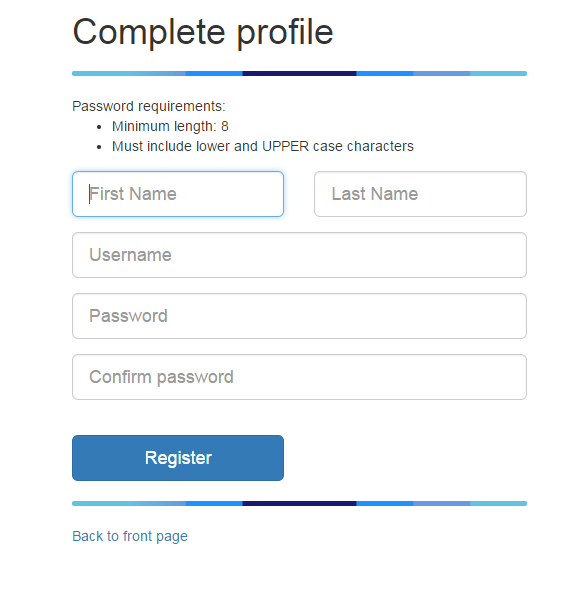 Complete profile
Password requirements:
• Minimum length: 8
• Must include lower and UPPER case characters
First Name Last Name
Username
Password
Confirm password
Register
Back to front page